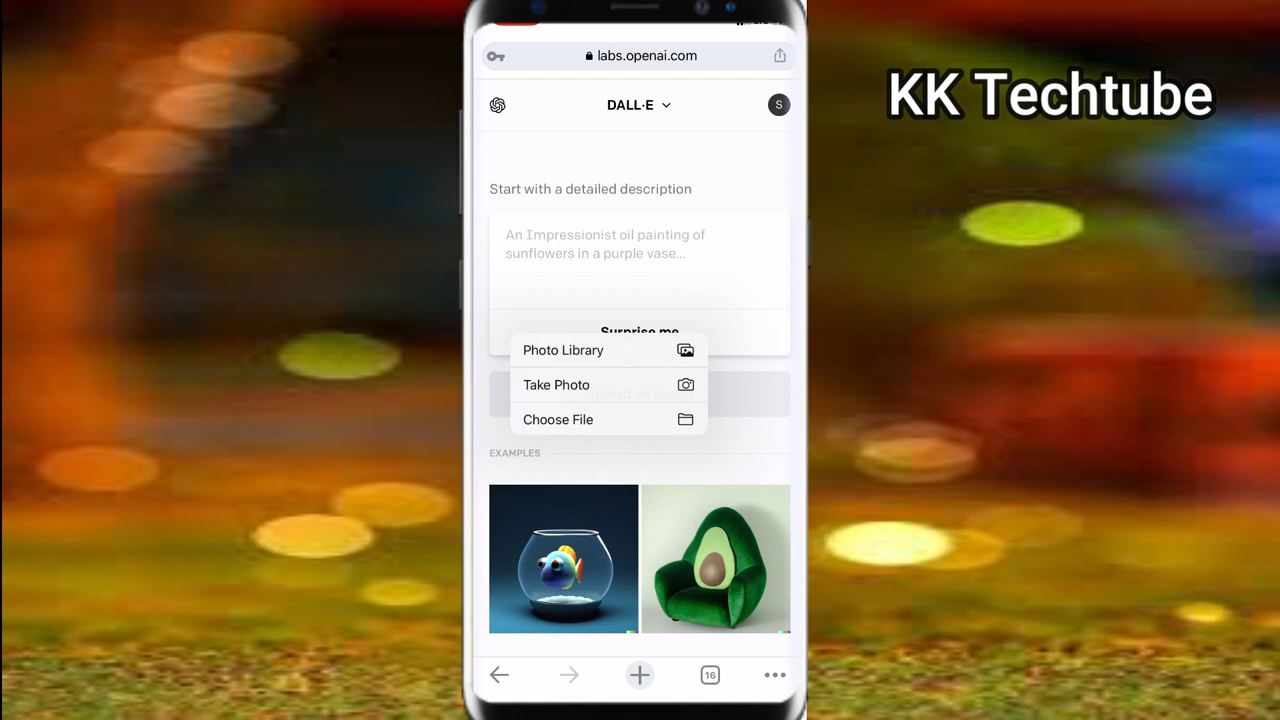 KK Techtube
labs.openai.com
DALL·E
S
Start with a detailed description
An Impressionist oil painting of
sunflowers in a purple vase...
Surprise me
Photo Library
Take Photo
Choose File
EXAMPLES
16